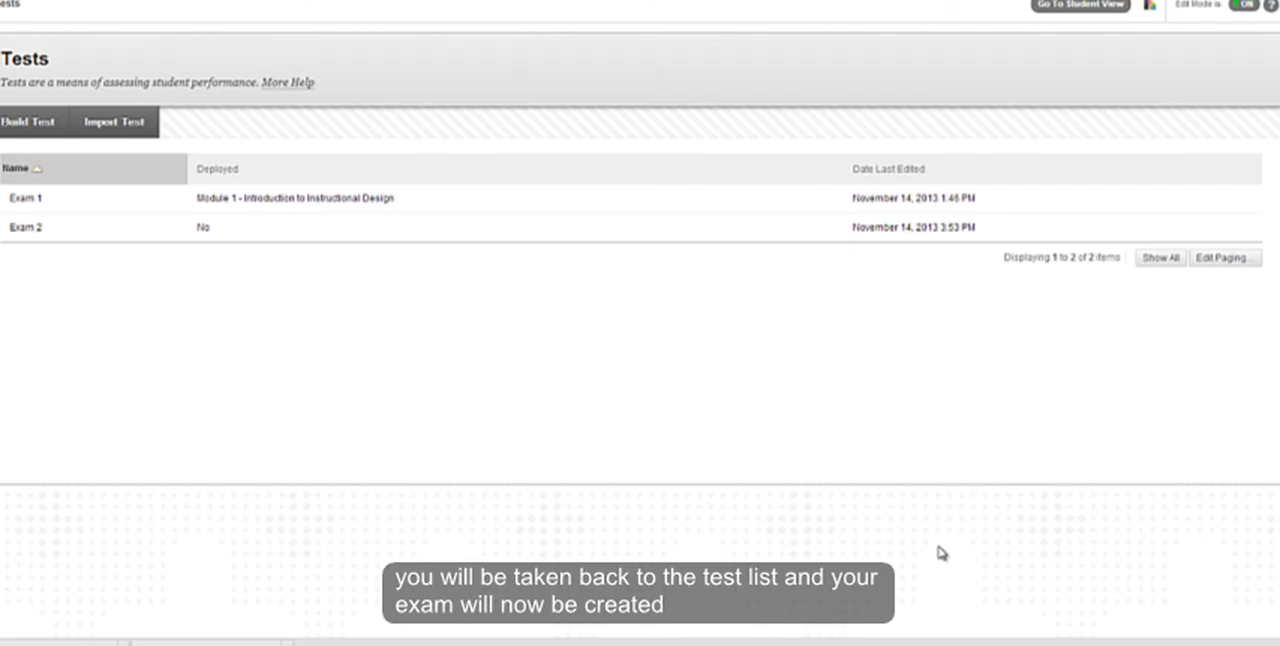 ests
Go To Student View
Edit Mode is:
ON
?
Tests
Tests are a means of assessing student performance. More Help
Build Test Import Test
Name Deployed Date Last Edited
Exam 1 Module 1 - Introduction to Instructional Design November 14, 2013 1:46 PM
Exam 2 No November 14, 2013 3:53 PM
Displaying 1 to 2 of 2 items Show All Edit Paging...
you will be taken back to the test list and your
exam will now be created